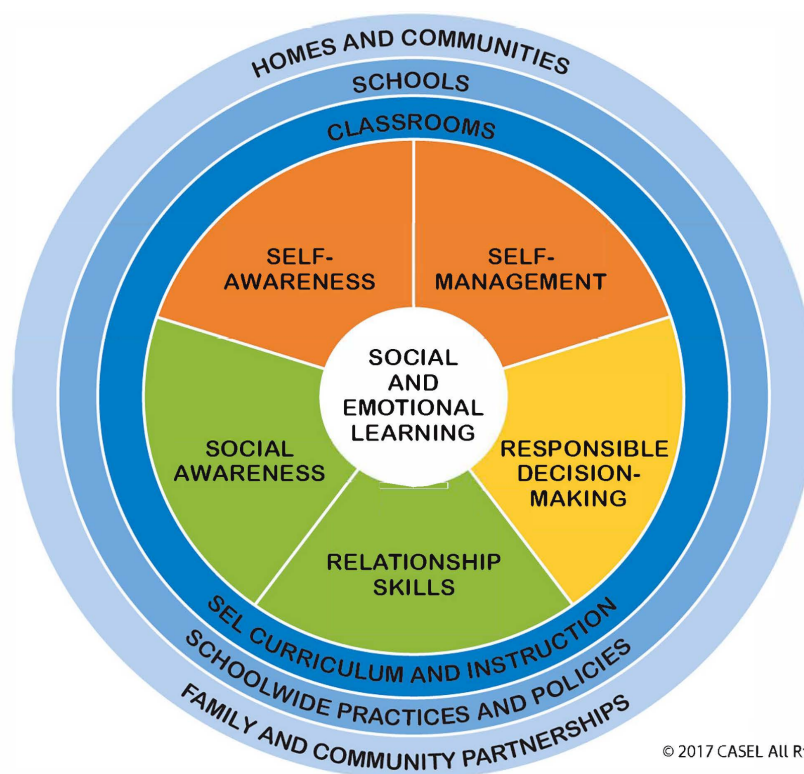 HOMES AND COMMUNITIES
SCHOOLS
CLASSROOMS
SELF-
AWARENESS
SELF-
MANAGEMENT
SOCIAL
AND
EMOTIONAL
LEARNING
SOCIAL
AWARENESS
RESPONSIBLE
DECISION-
MAKING
RELATIONSHIP
SKILLS
SEL CURRICULUM AND INSTRUCTION
SCHOOLWIDE PRACTICES AND POLICIES
FAMILY AND COMMUNITY PARTNERSHIPS
© 2017 CASEL All